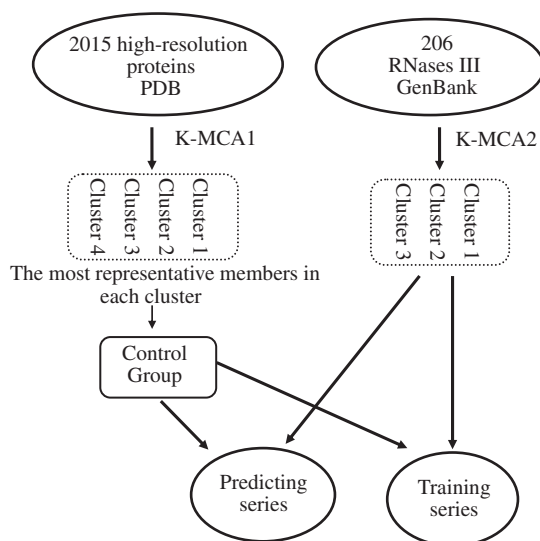 2015 high-resolution
proteins
PDB
206
RNases III
GenBank
K-MCA1
K-MCA2
Cluster 4
Cluster 3
Cluster 2
Cluster 1
Cluster 3
Cluster 2
Cluster 1
The most representative members in
each cluster
Control
Group
Predicting
series
Training
series